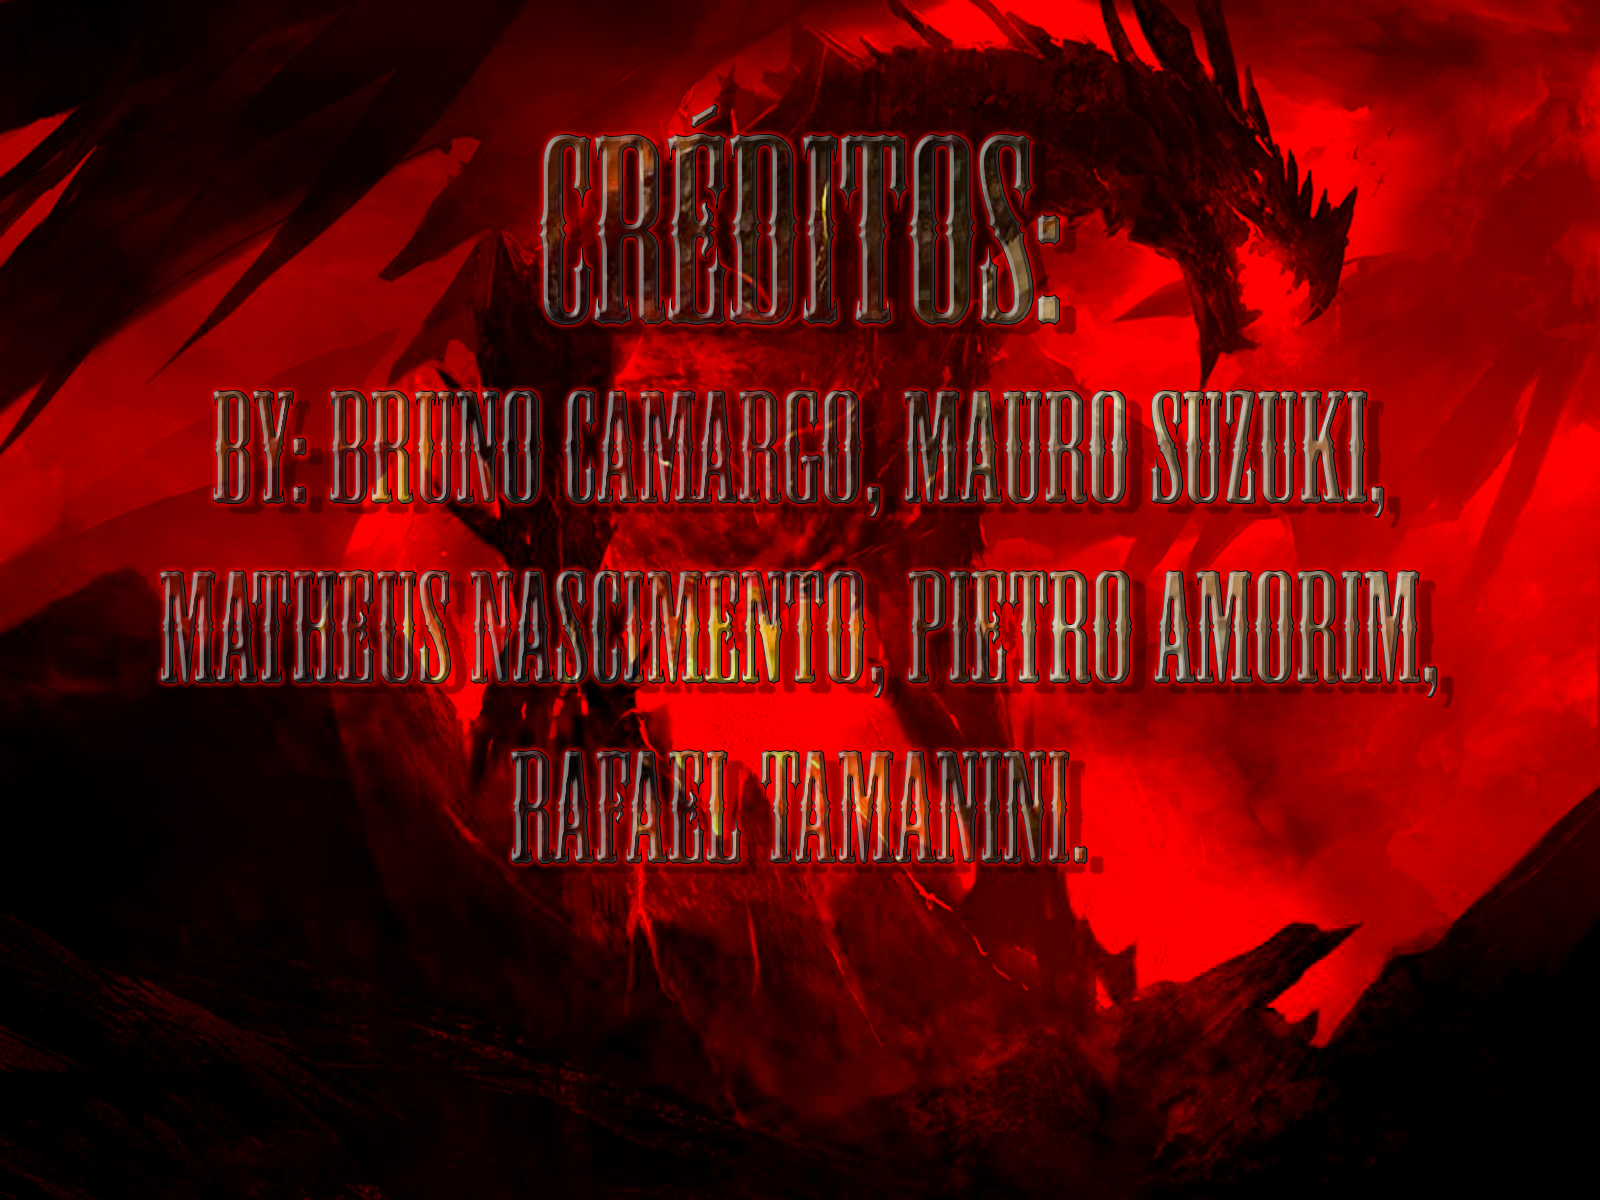 CRÉDITOS:
BY: BRUNO CAMARGO, MAURO SUZUKI,
MATHEUS NASCIMENTO, PIETRO AMORIM,
RAFAEL TAMANINI.